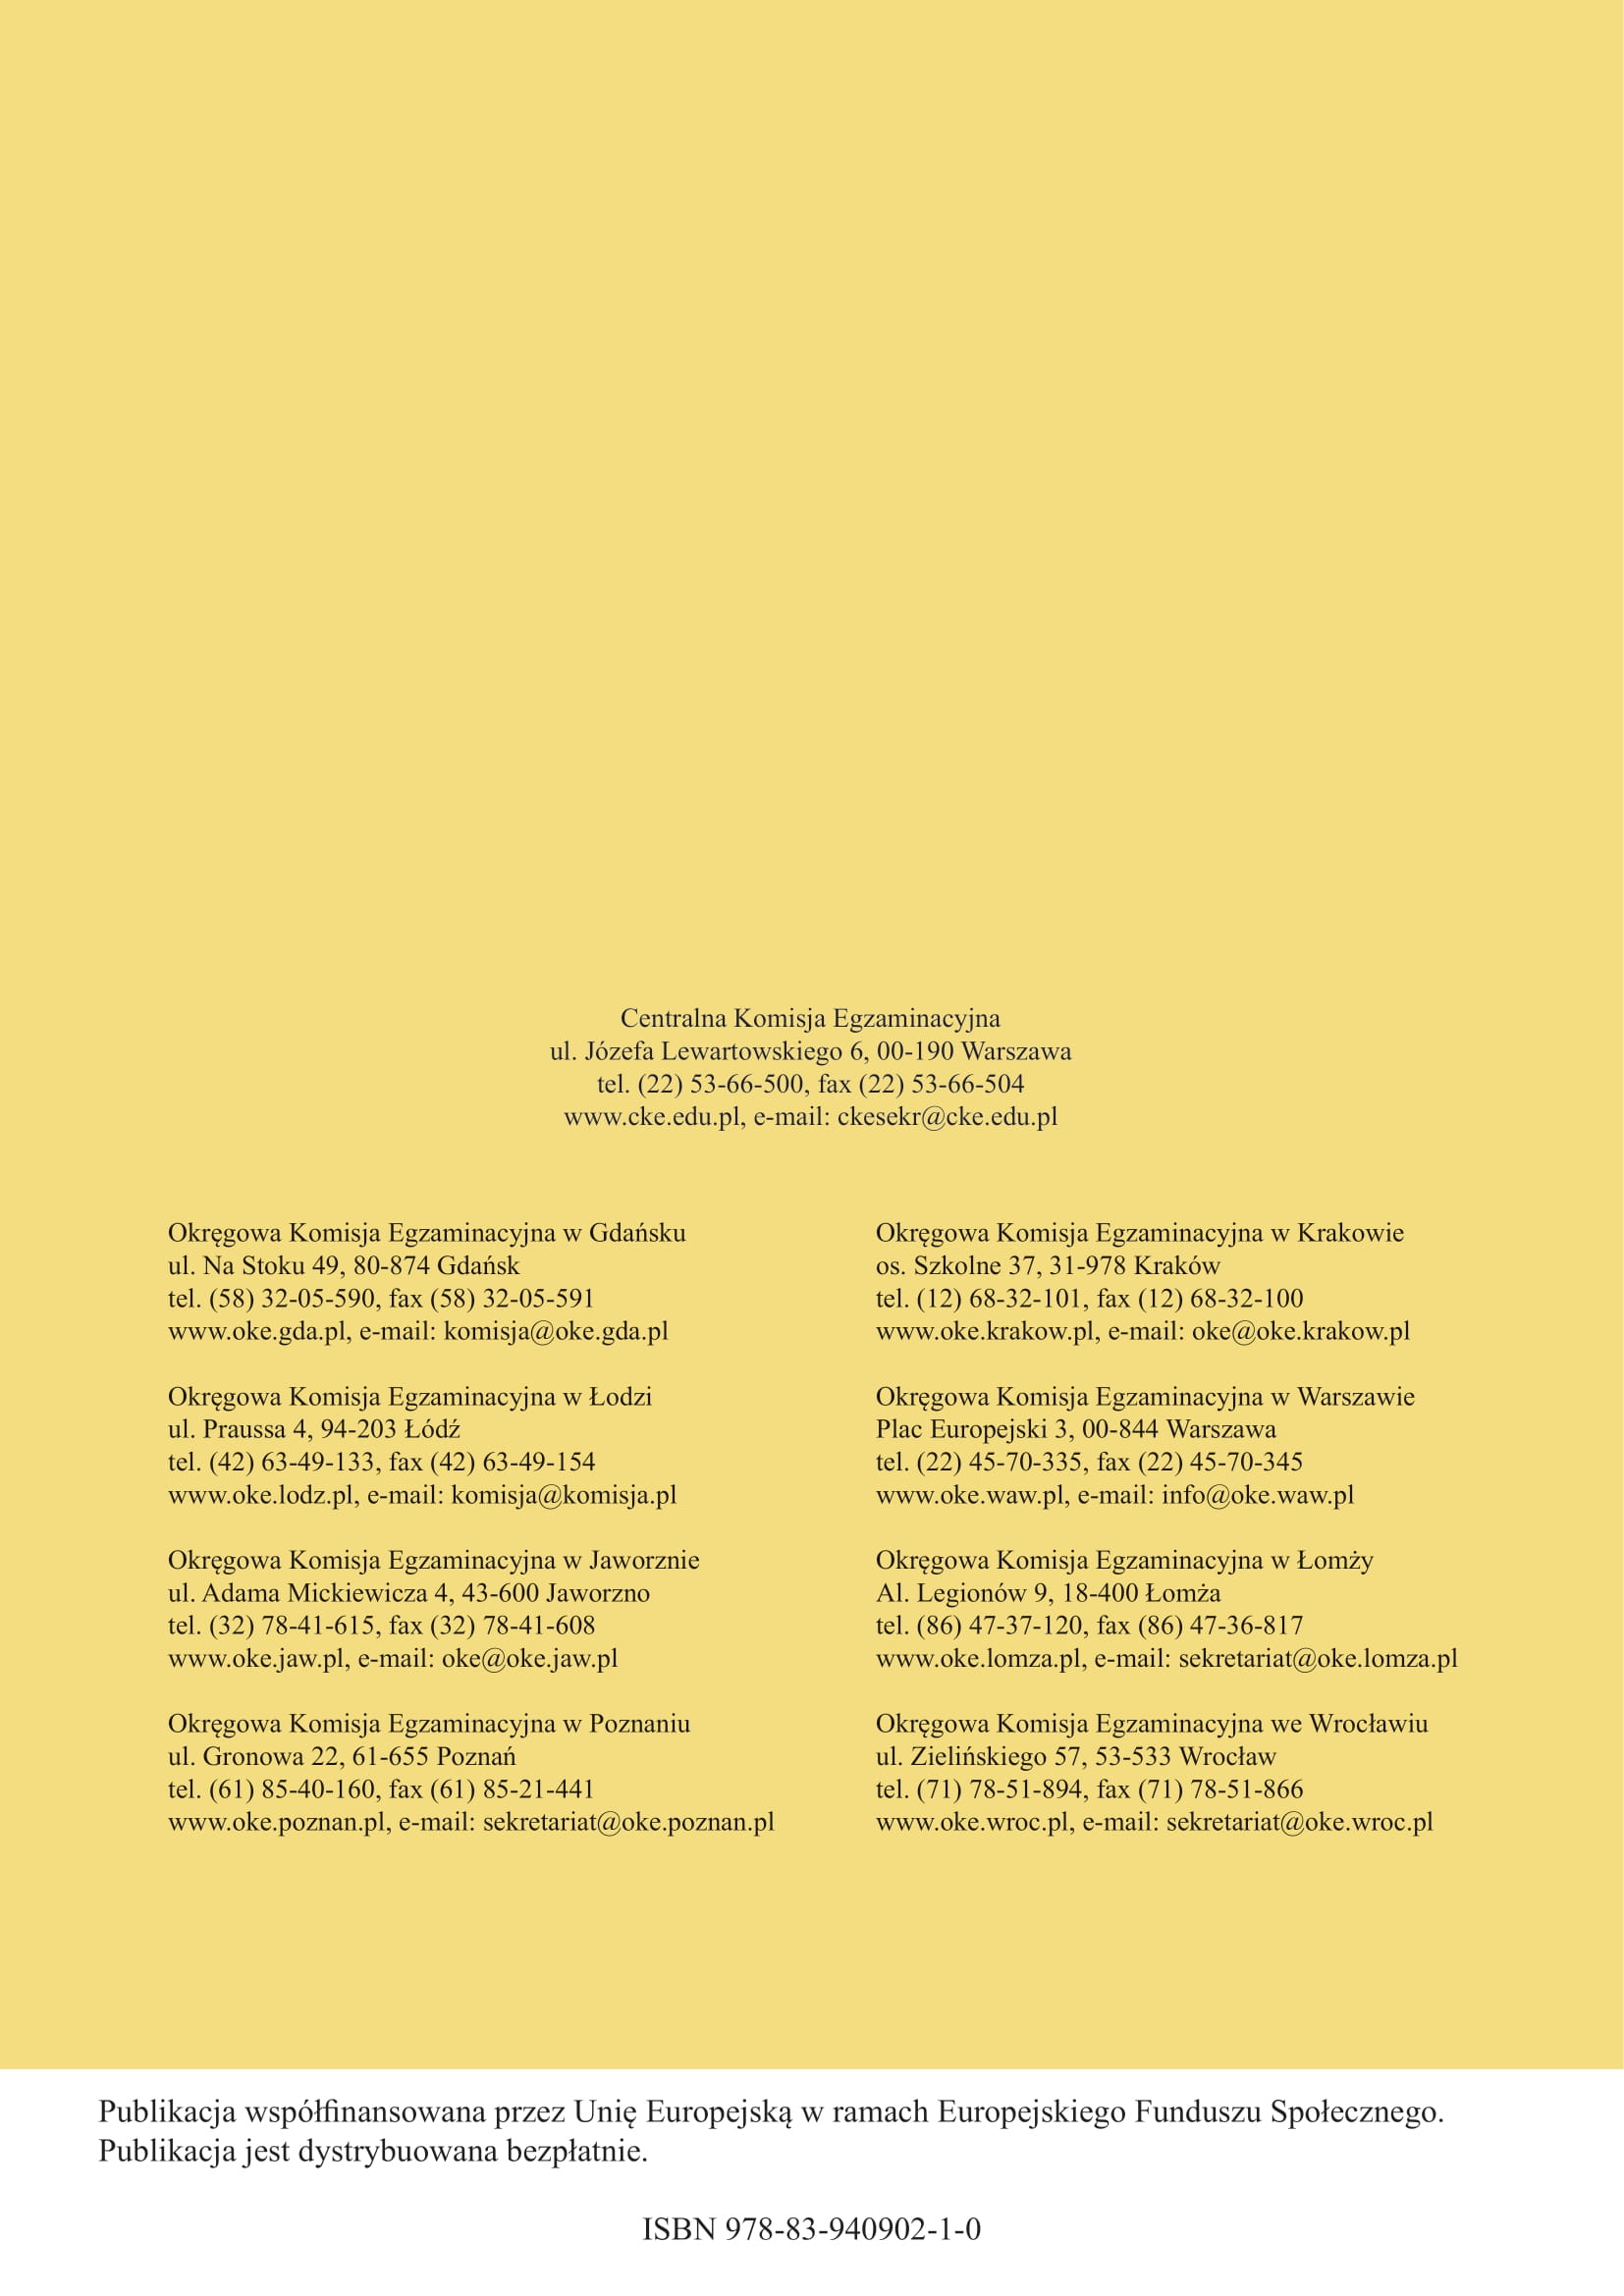 Centralna Komisja Egzaminacyjna
ul. Józefa Lewartowskiego 6, 00-190 Warszawa
tel. (22) 53-66-500, fax (22) 53-66-504
www.cke.edu.pl, e-mail: ckesekr@cke.edu.pl
Okręgowa Komisja Egzaminacyjna w Gdańsku
ul. Na Stoku 49, 80-874 Gdańsk
tel. (58) 32-05-590, fax (58) 32-05-591
www.oke.gda.pl, e-mail: komisja@oke.gda.pl
Okręgowa Komisja Egzaminacyjna w Łodzi
ul. Praussa 4, 94-203 Łódź
tel. (42) 63-49-133, fax (42) 63-49-154
www.oke.lodz.pl, e-mail: komisja@komisja.pl
Okręgowa Komisja Egzaminacyjna w Jaworznie
ul. Adama Mickiewicza 4, 43-600 Jaworzno
tel. (32) 78-41-615, fax (32) 78-41-608
www.oke.jaw.pl, e-mail: oke@oke.jaw.pl
Okręgowa Komisja Egzaminacyjna w Poznaniu
ul. Gronowa 22, 61-655 Poznań
tel. (61) 85-40-160, fax (61) 85-21-441
www.oke.poznan.pl, e-mail: sekretariat@oke.poznan.pl
Okręgowa Komisja Egzaminacyjna w Krakowie
os. Szkolne 37, 31-978 Kraków
tel. (12) 68-32-101, fax (12) 68-32-100
www.oke.krakow.pl, e-mail: oke@oke.krakow.pl
Okręgowa Komisja Egzaminacyjna w Warszawie
Plac Europejski 3, 00-844 Warszawa
tel. (22) 45-70-335, fax (22) 45-70-345
www.oke.waw.pl, e-mail: info@oke.waw.pl
Okręgowa Komisja Egzaminacyjna w Łomży
Al. Legionów 9, 18-400 Łomża
tel. (86) 47-37-120, fax (86) 47-36-817
www.oke.lomza.pl, e-mail: sekretariat@oke.lomza.pl
Okręgowa Komisja Egzaminacyjna we Wrocławiu
ul. Zielińskiego 57, 53-533 Wrocław
tel. (71) 78-51-894, fax (71) 78-51-866
www.oke.wroc.pl, e-mail: sekretariat@oke.wroc.pl
Publikacja współfinansowana przez Unię Europejską w ramach Europejskiego Funduszu Społecznego.
Publikacja jest dystrybuowana bezpłatnie.
ISBN 978-83-940902-1-0